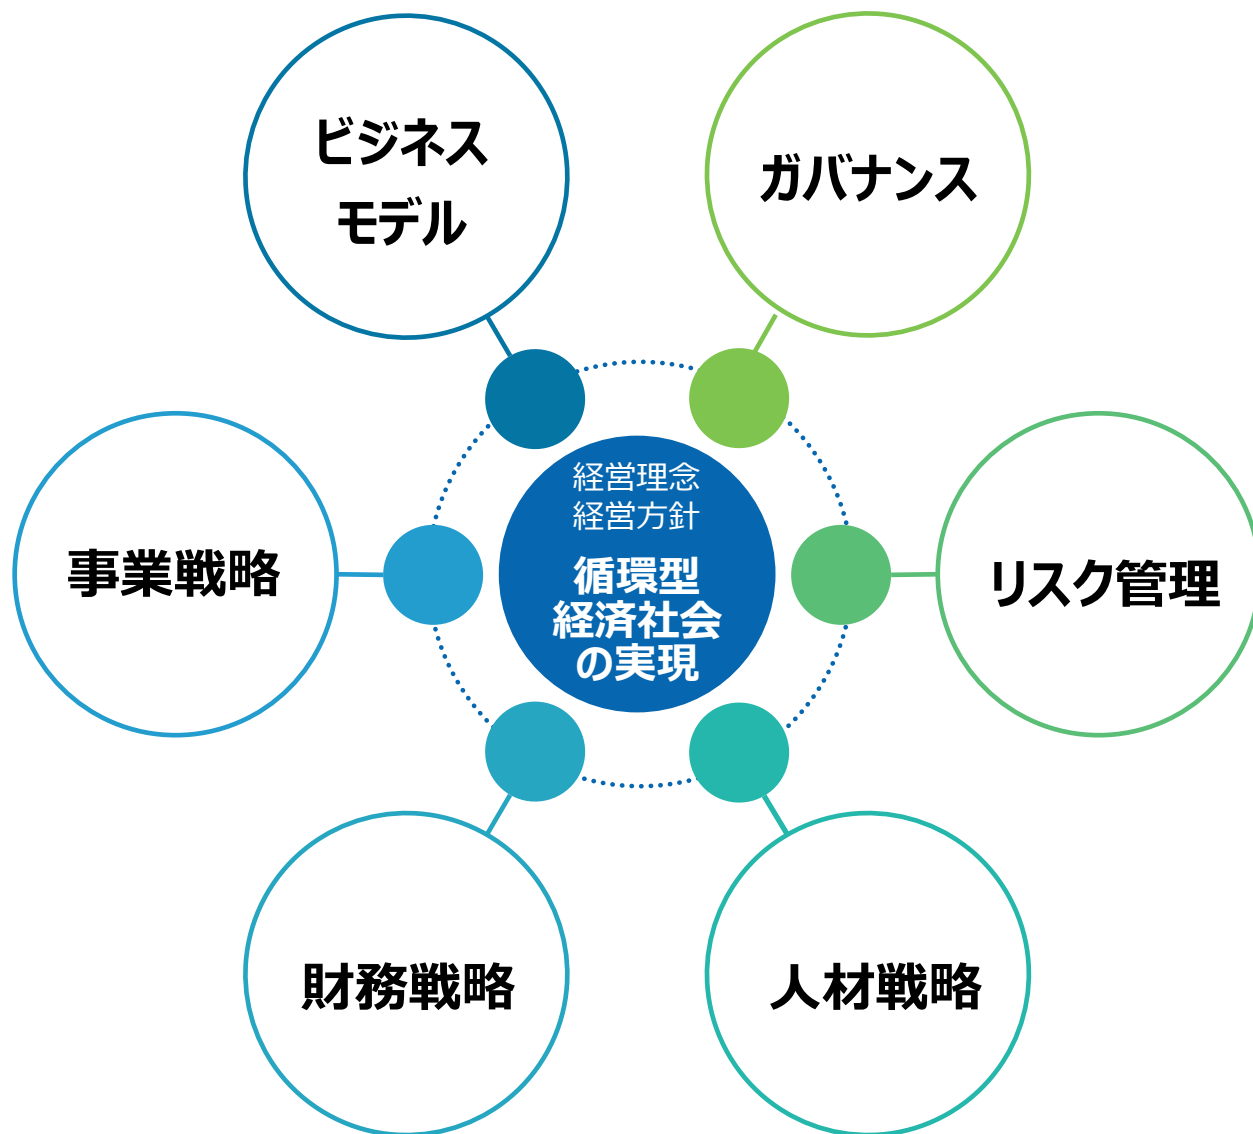 ビジネス
モデル
ガバナンス
経営理念
経営方針
循環型
経済社会
の実現
事業戦略
リスク管理
財務戦略
人材戦略